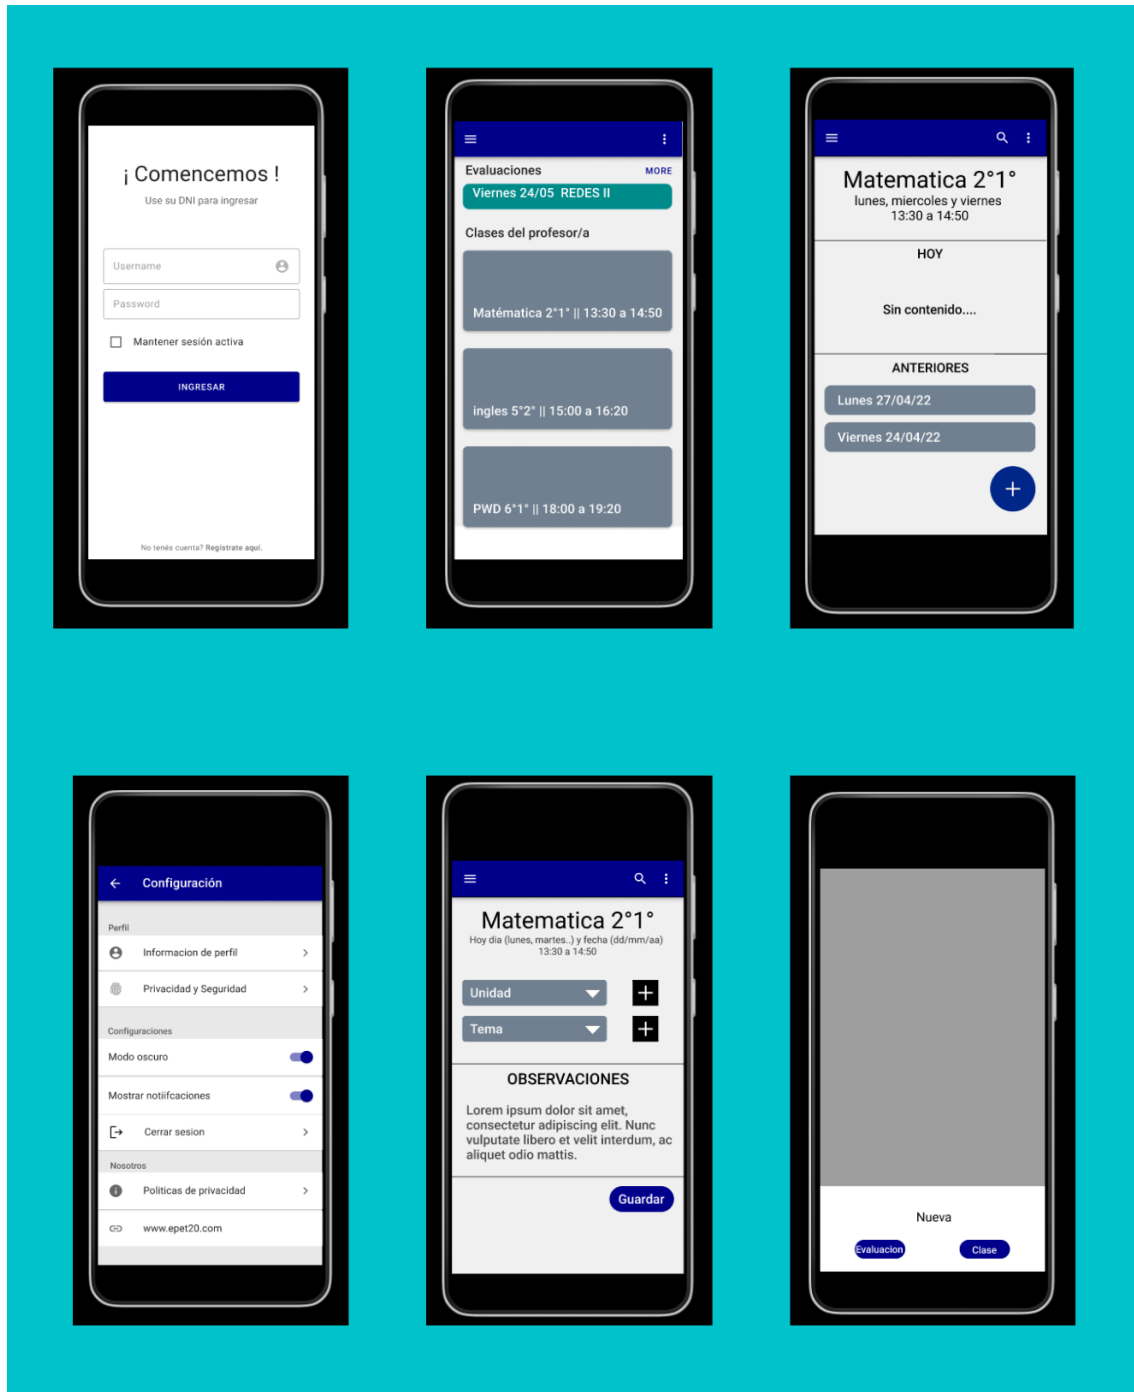 ¡ Comencemos !
Use su DNI para ingresar
Username
Password
Mantener sesión activa
INGRESAR
No tenés cuenta? Registrate aquí.
Evaluaciones MORE
Viernes 24/05 REDES II
Clases del profesor/a
Matématica 2°1° || 13:30 a 14:50
ingles 5°2° || 15:00 a 16:20
PWD 6°1° || 18:00 a 19:20
Matematica 2°1°
lunes, miercoles y viernes
13:30 a 14:50
HOY
Sin contenido....
ANTERIORES
Lunes 27/04/22
Viernes 24/04/22
Configuración
Perfil
Informacion de perfil
Privacidad y Seguridad
Configuraciones
Modo oscuro
Mostrar notiifcaciones
Cerrar sesion
Nosotros
Politicas de privacidad
www.epet20.com
Matematica 2°1°
Hoy dia (lunes, martes..) y fecha (dd/mm/aa)
13:30 a 14:50
Unidad
Tema
OBSERVACIONES
Lorem ipsum dolor sit amet,
consectetur adipiscing elit. Nunc
vulputate libero et velit interdum, ac
aliquet odio mattis.
Guardar
Nueva
Evaluacion Clase